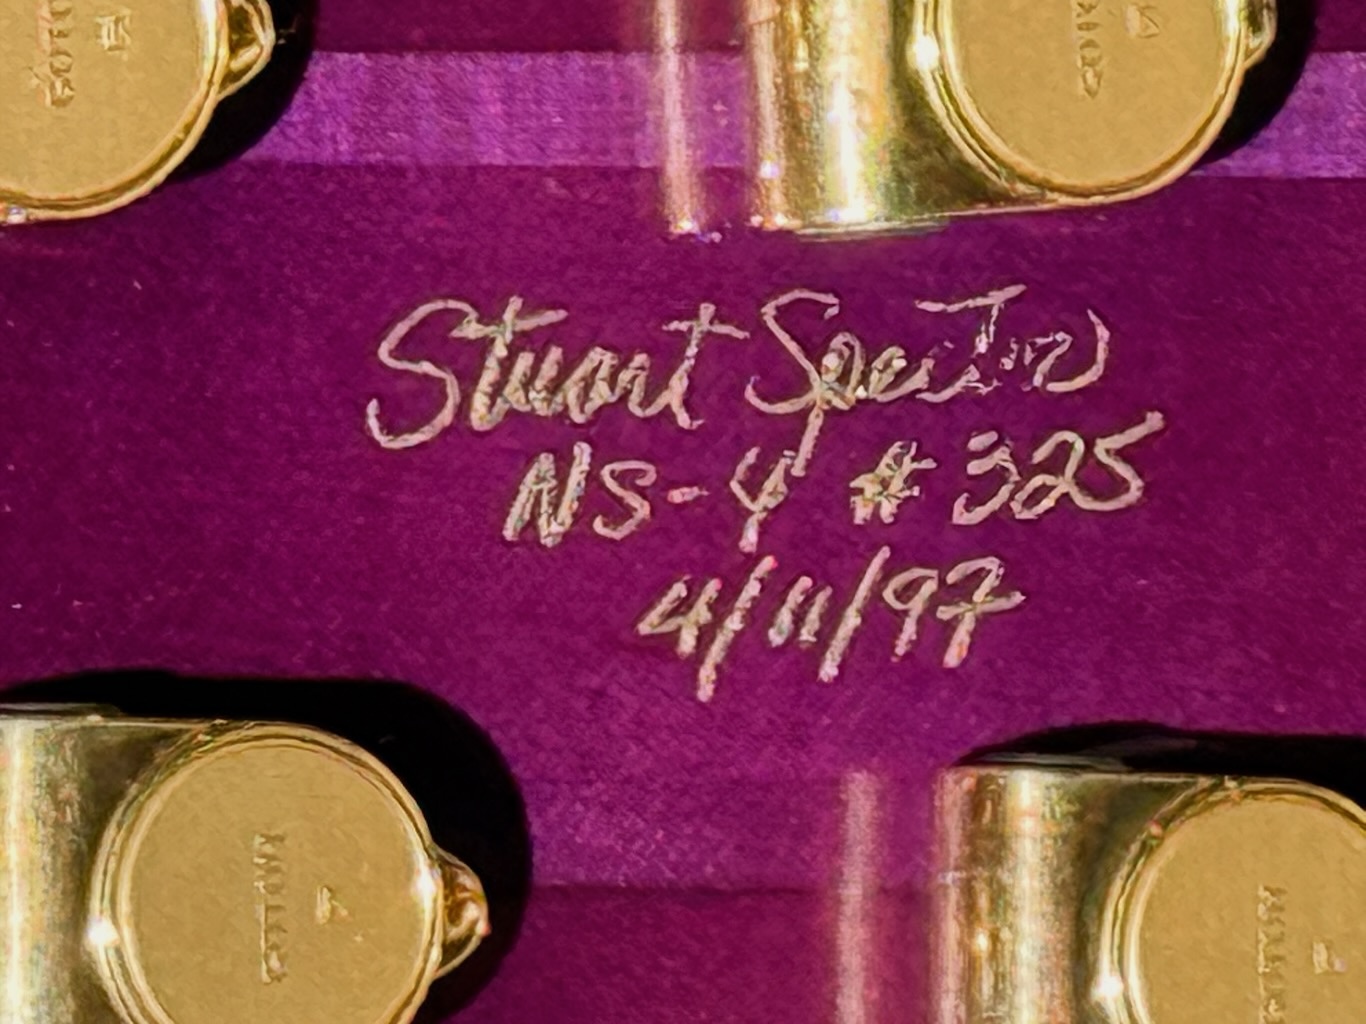 Stuart Spector
NS-4 # 325
4/11/97